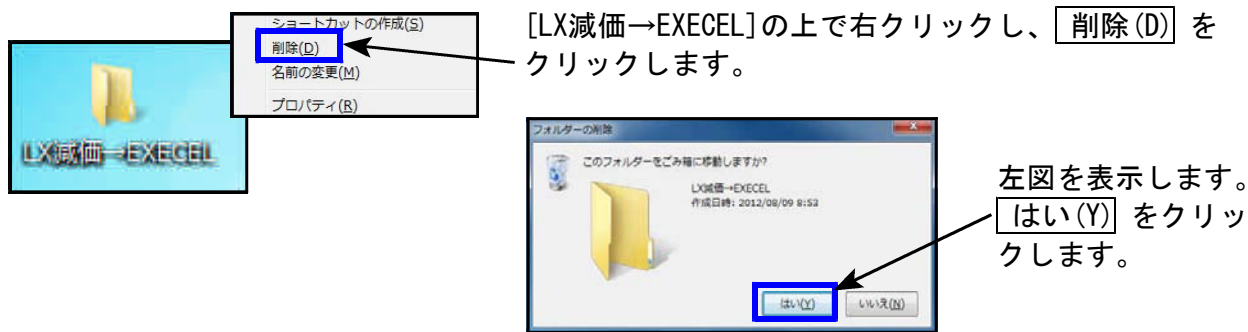 ショートカットの作成(S)
削除(D)
名前の変更(M)
プロパティ(R)
LX減価→EXECEL
[LX減価→EXECEL]の上で右クリックし、 削除(D) を
クリックします。
フォルダーの削除
このフォルダーをごみ箱に移動しますか?
LX減価→EXECEL
作成日時: 2012/08/09 8:53
はい(Y)
いいえ(N)
左図を表示します。
はい(Y) をクリッ
クします。